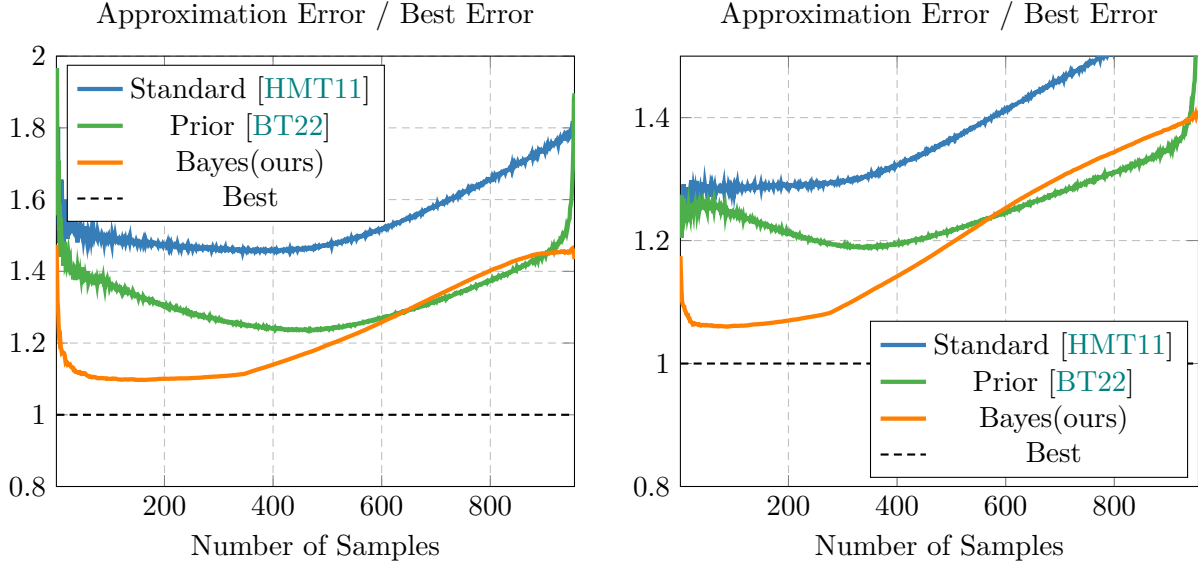 Approximation Error / Best Error
2
1.8
1.6
1.4
1.2
1
0.8
Standard [HMT11]
Prior [BT22]
Bayes(ours)
Best
200
400
600
800
Number of Samples
Approximation Error / Best Error
1.4
1.2
1
0.8
Standard [HMT11]
Prior [BT22]
Bayes(ours)
Best
200
400
600
800
Number of Samples